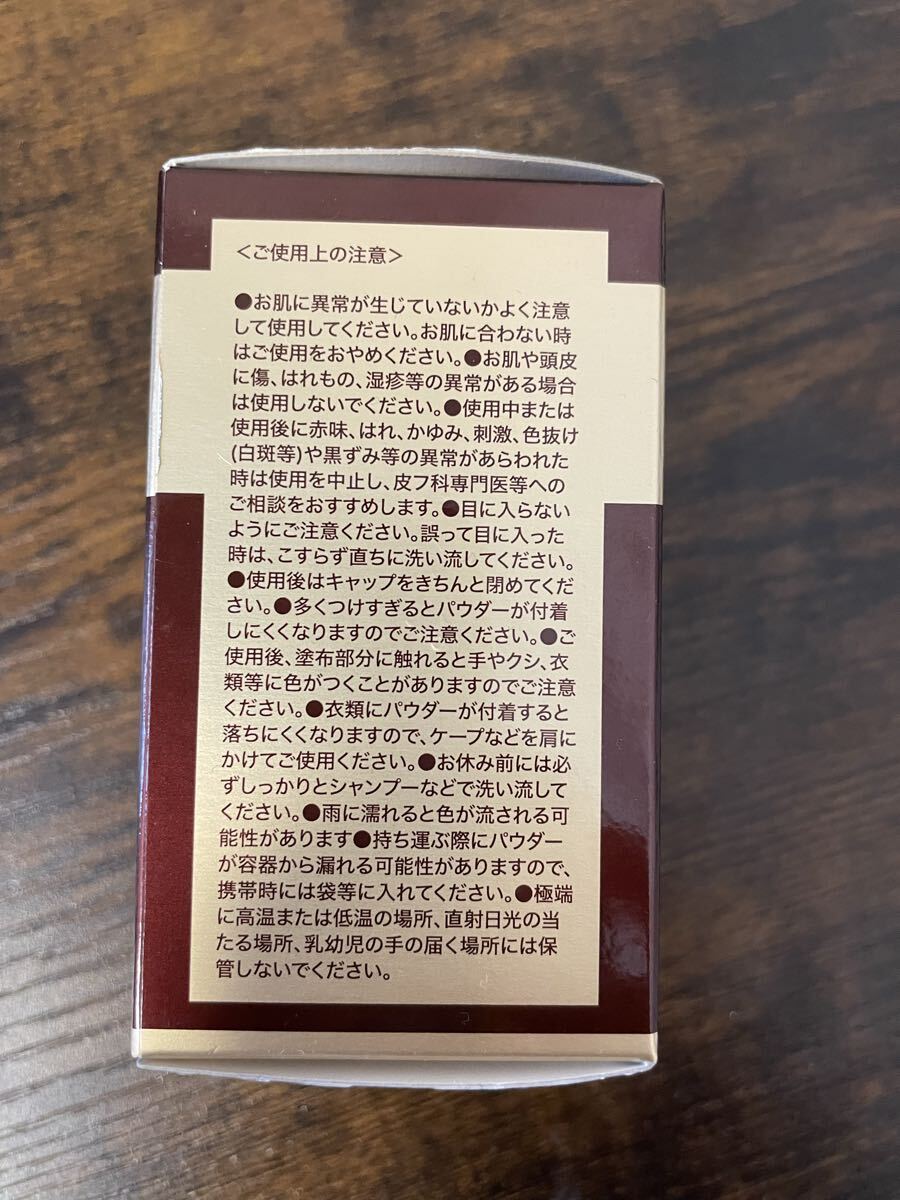 ＜ご使用上の注意＞
●お肌に異常が生じていないかよく注意
して使用してください。お肌に合わない時
はご使用をおやめください。●お肌や頭皮
に傷、はれもの、湿疹等の異常がある場合
は使用しないでください。●使用中または
使用後に赤味、はれ、かゆみ、刺激、色抜け
(白斑等)や黒ずみ等の異常があらわれた
時は使用を中止し、皮フ科専門医等への
ご相談をおすすめします。●目に入らない
ようにご注意ください。誤って目に入った
時は、こすらず直ちに洗い流してください。
●使用後はキャップをきちんと閉めてくだ
さい。●多くつけすぎるとパウダーが付着
しにくくなりますのでご注意ください。●ご
使用後、塗布部分に触れると手やクシ、衣
類等に色がつくことがありますのでご注意
ください。●衣類にパウダーが付着すると
落ちにくくなりますので、ケープなどを肩に
かけてご使用ください。●お休み前には必
ずしっかりとシャンプーなどで洗い流して
ください。●雨に濡れると色が流される可
能性があります●持ち運ぶ際にパウダー
が容器から漏れる可能性がありますので、
携帯時には袋等に入れてください。●極端
に高温または低温の場所、直射日光の当
たる場所、乳幼児の手の届く場所には保
管しないでください。